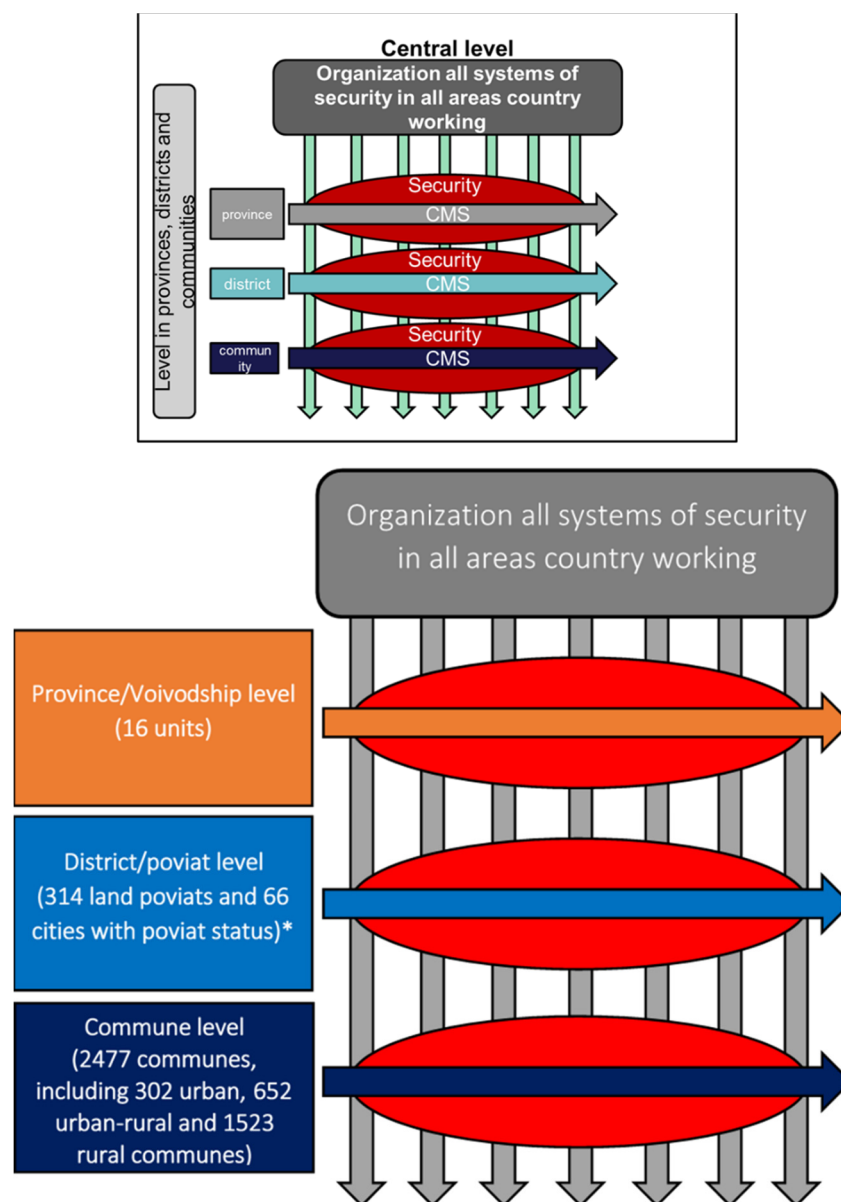 Central level
Organization all systems of
security in all areas country
working
Level in provinces, districts and
communities
province
Security
CMS
district
Security
CMS
commun
ity
Security
CMS
Organization all systems of security
in all areas country working
Province/Voivodship level
(16 units)
District/poviat level
(314 land poviats and 66
cities with poviat status)*
Commune level
(2477 communes,
including 302 urban, 652
urban-rural and 1523
rural communes)